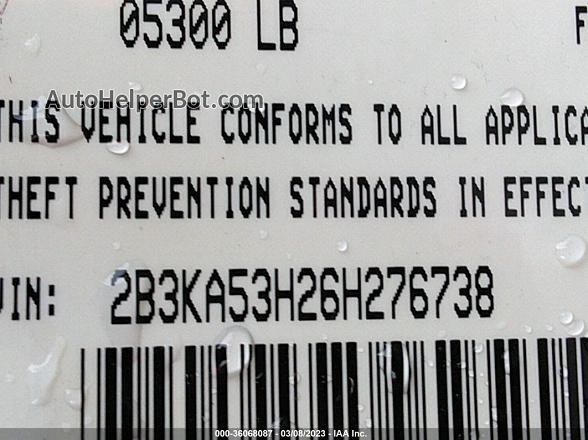 05300 LB F
AutoHelperBot.com
THIS VEHICLE CONFORMS TO ALL APPLICA
THEFT PREVENTION STANDARDS IN EFFECT
VIN: 2B3KA53H26H276738
000-36068087 - 03/08/2023 - IAA Inc.